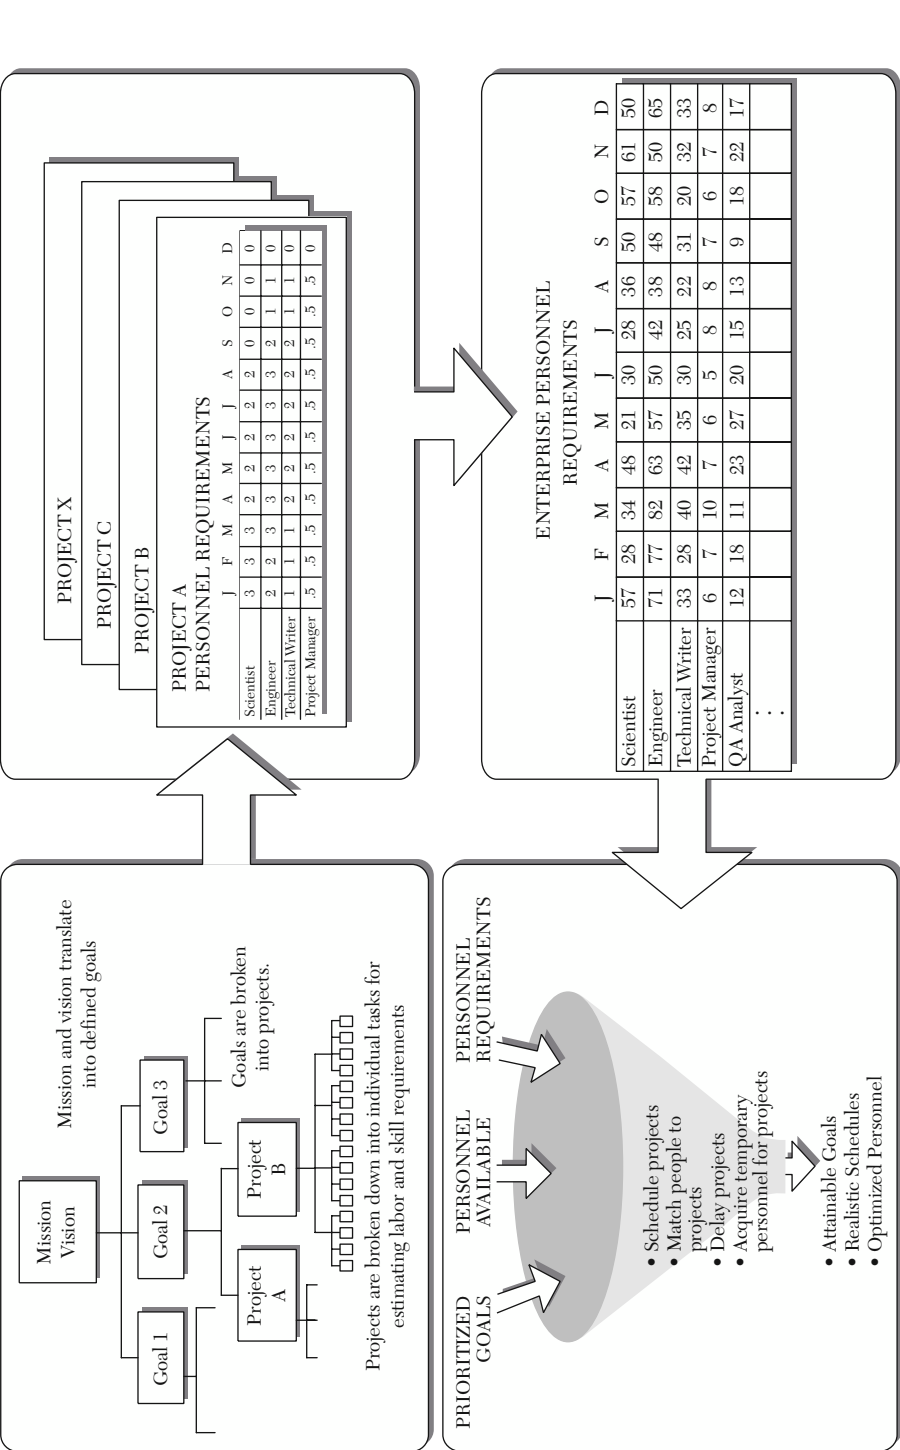 Mission
Vision
Mission and vision translate
into defined goals
Goal 1
Goal 2
Goal 3
Goals are broken
into projects.
Project
A
Project
B
Projects are broken down into individual tasks for
estimating labor and skill requirements
PROJECT X
PROJECT C
PROJECT B
PROJECT A
PERSONNEL REQUIREMENTS
J F M A M J J A S O N D
Scientist 3 3 3 2 2 2 2 2 0 0 0 0
Engineer 2 2 3 3 3 3 3 3 2 1 1 0
Technical Writer 1 1 1 2 2 2 2 2 2 1 1 0
Project Manager .5 .5 .5 .5 .5 .5 .5 .5 .5 .5 .5 0
PRIORITIZED
GOALS
PERSONNEL
AVAILABLE
PERSONNEL
REQUIREMENTS
• Schedule projects
• Match people to
projects
• Delay projects
• Acquire temporary
personnel for projects
• Attainable Goals
• Realistic Schedules
• Optimized Personnel
ENTERPRISE PERSONNEL
REQUIREMENTS
J F M A M J J A S O N D
Scientist 57 28 34 48 21 30 28 36 50 57 61 50
Engineer 71 77 82 63 57 50 42 38 48 58 50 65
Technical Writer 33 28 40 42 35 30 25 22 31 20 32 33
Project Manager 6 7 10 7 6 5 8 8 7 6 7 8
QA Analyst 12 18 11 23 27 20 15 13 9 18 22 17
⋮